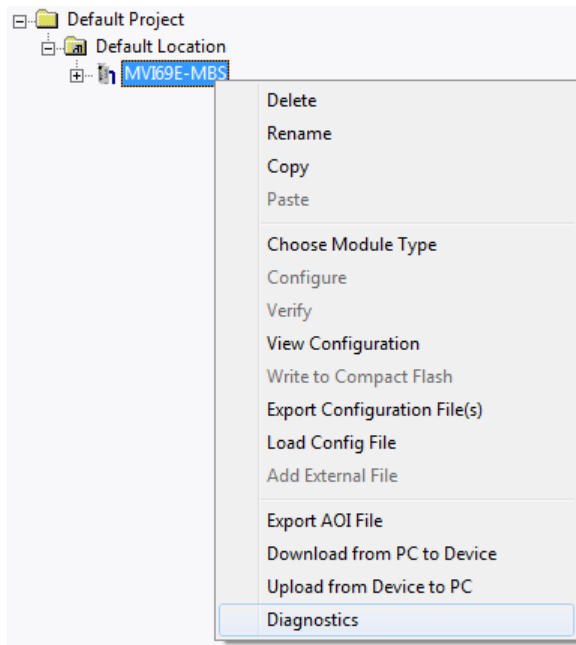 Default Project
Default Location
MVI69E-MBS
Delete
Rename
Copy
Paste
Choose Module Type
Configure
Verify
View Configuration
Write to Compact Flash
Export Configuration File(s)
Load Config File
Add External File
Export AOI File
Download from PC to Device
Upload from Device to PC
Diagnostics